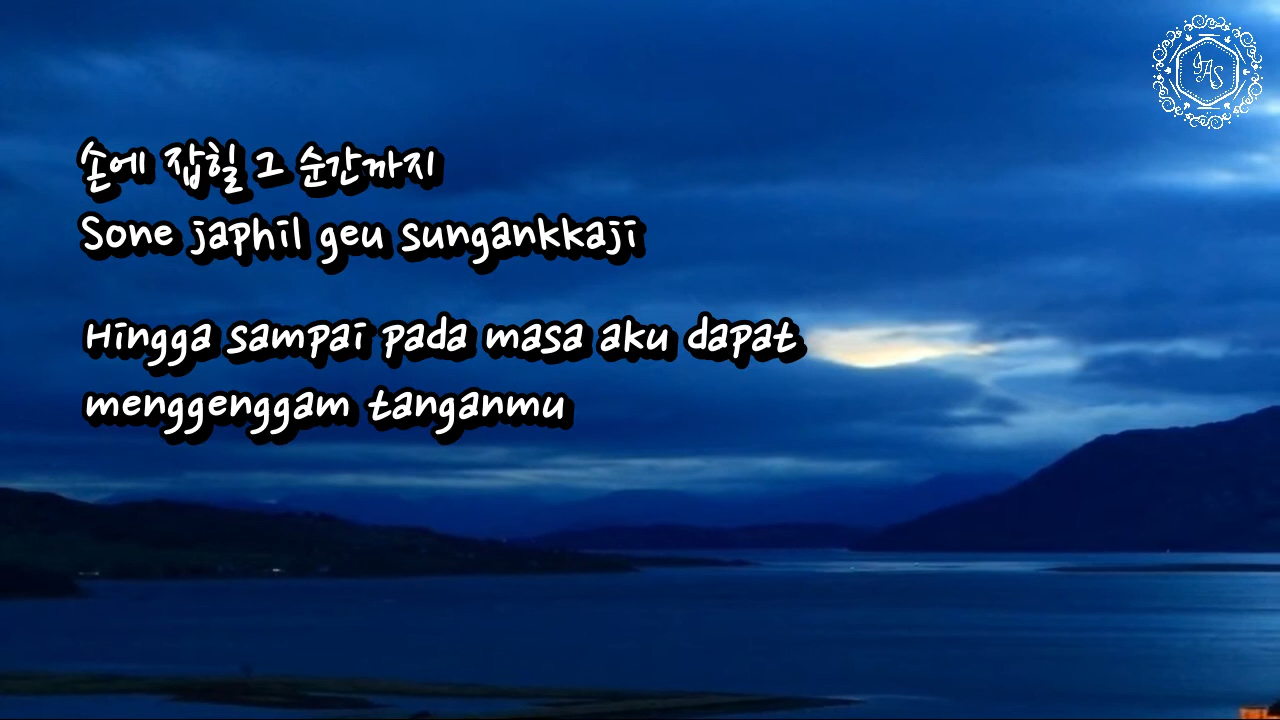 손에 잡힐 그 순간까지
Sone japhil geu sungankkaji
Hingga sampai pada masa aku dapat
menggenggam tanganmu